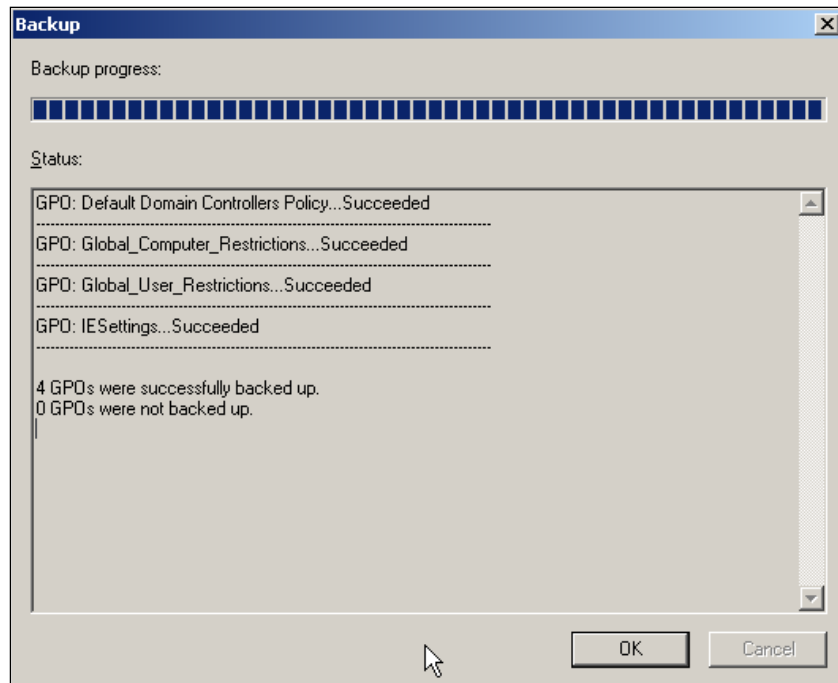 Backup
Backup progress:
Status:
GPO: Default Domain Controllers Policy...Succeeded
--------------------------------------------------------------------------------
GPO: Global_Computer_Restrictions...Succeeded
--------------------------------------------------------------------------------
GPO: Global_User_Restrictions...Succeeded
--------------------------------------------------------------------------------
GPO: IESettings...Succeeded
--------------------------------------------------------------------------------
4 GPOs were successfully backed up.
0 GPOs were not backed up.
OK Cancel